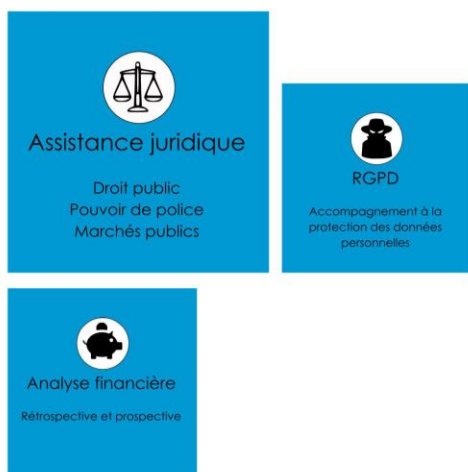 Assistance juridique
Droit public
Pouvoir de police
Marchés publics
RGPD
Accompagnement à la
protection des données
personnelles
Analyse financière
Rétrospective et prospective